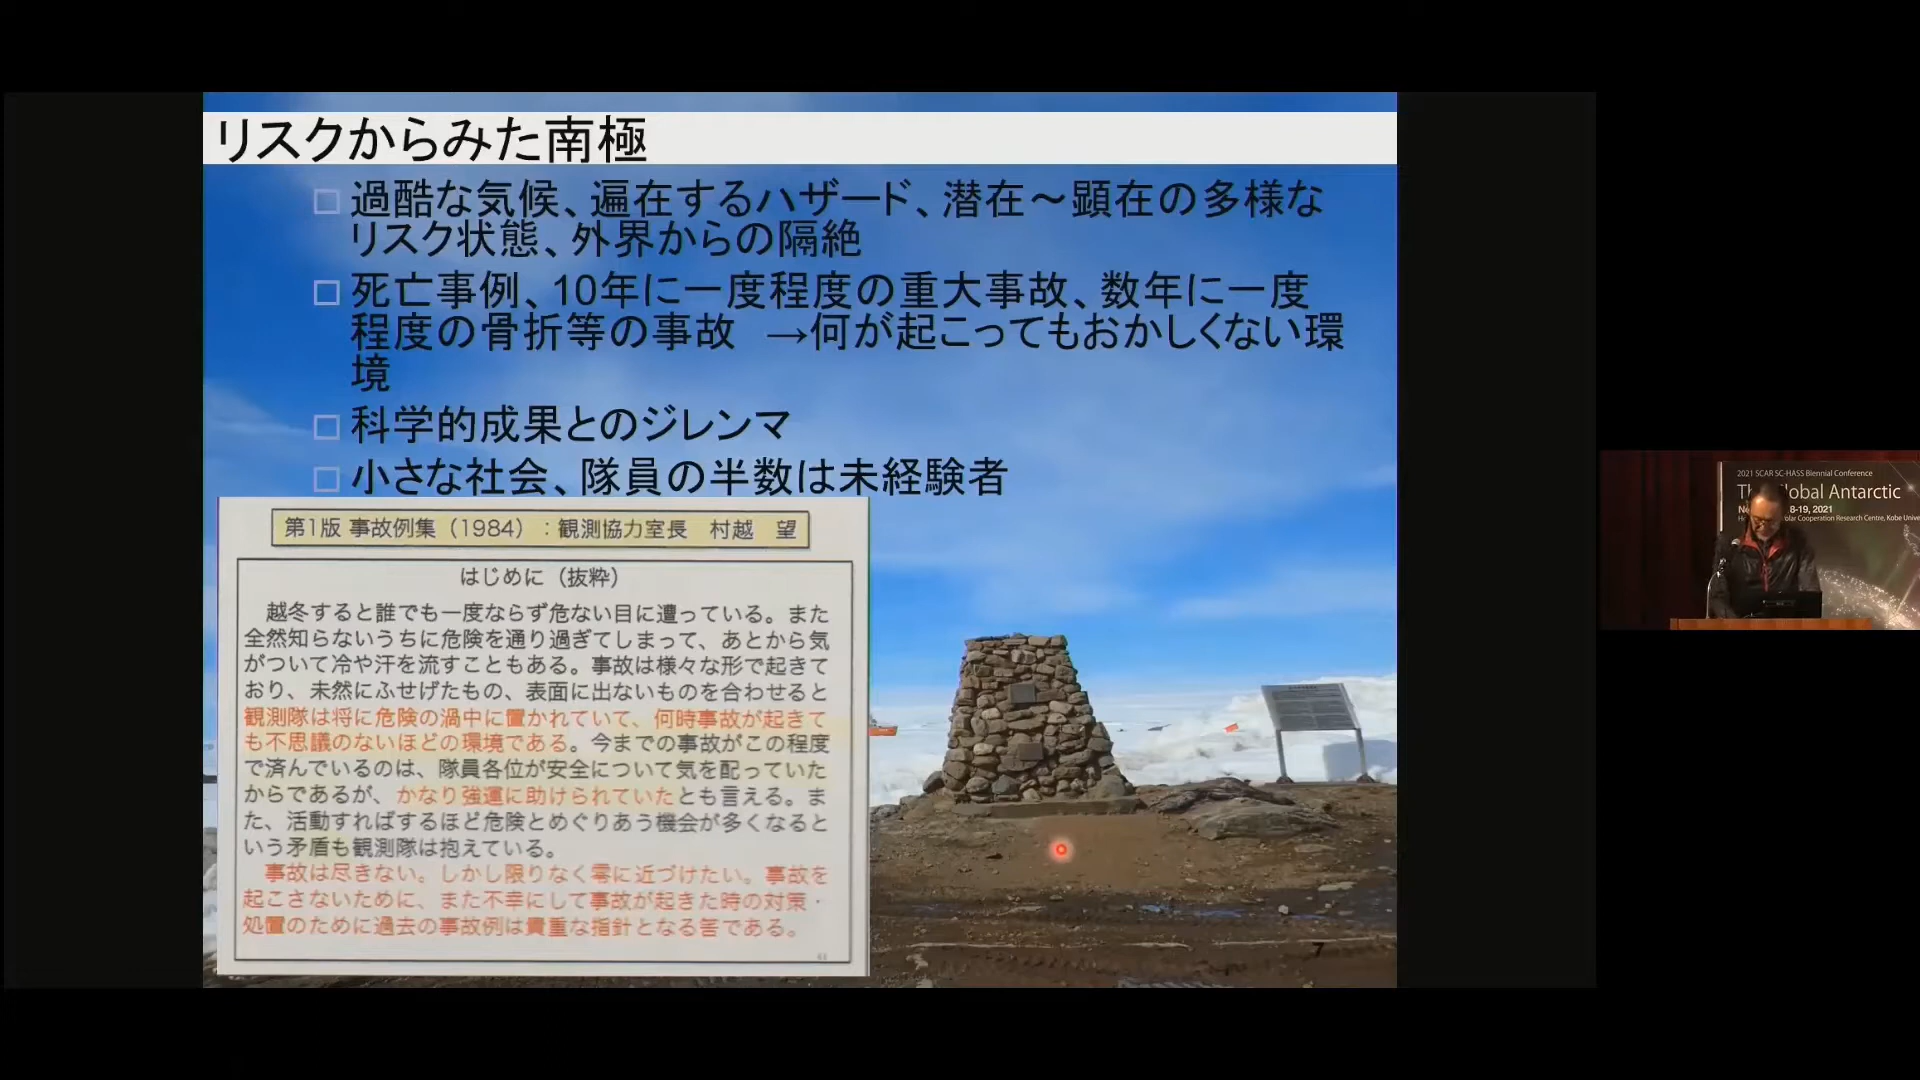 リスクからみた南極
過酷な気候、遍在するハザード、潜在～顕在の多様な
リスク状態、外界からの隔絶
死亡事例、10年に一度程度の重大事故、数年に一度
程度の骨折等の事故　→何が起こってもおかしくない環
境
科学的成果とのジレンマ
小さな社会、隊員の半数は未経験者
第1版 事故例集（1984）：観測協力室長　村越　望
はじめに（抜粋）
越冬すると誰でも一度ならず危ない目に遭っている。また
全然知らないうちに危険を通り過ぎてしまって、あとから気
がついて冷や汗を流すこともある。事故は様々な形で起きて
おり、未然にふせげたもの、表面に出ないものを合わせると
観測隊は将に危険の渦中に置かれていて、何時事故が起きて
も不思議のないほどの環境である。今までの事故がこの程度
で済んでいるのは、隊員各位が安全について気を配っていた
からであるが、かなり強運に助けられていたとも言える。ま
た、活動すればするほど危険とめぐりあう機会が多くなると
いう矛盾も観測隊は抱えている。
事故は尽きない。しかし限りなく零に近づけたい。事故を
起こさないために、また不幸にして事故が起きた時の対策・
処置のために過去の事故例は貴重な指針となる筈である。
7
2021 SCAR SC-HASS Biennial Conference
obal Antarctic
8-19, 2021
olar Cooperation Research Centre, Kobe